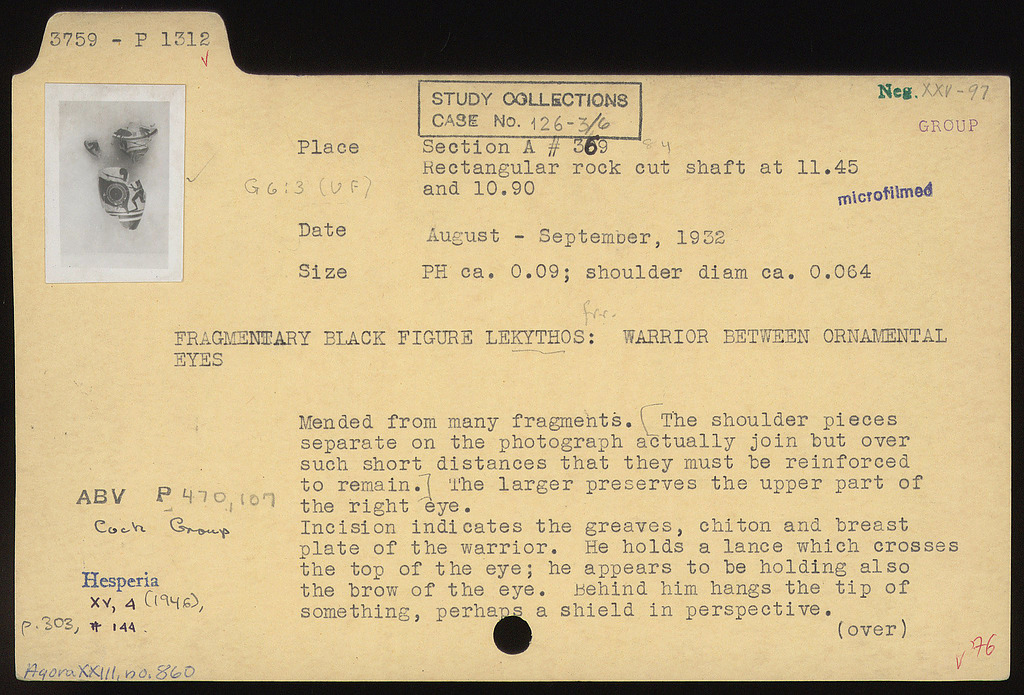 3759 - P 1312
STUDY COLLECTIONS
CASE No. 126-3/6
Neg. XXV-97
GROUP
Place Section A # 369 84
Rectangular rock cut shaft at 11.45
and 10.90
G 6:3 (UF)
microfilmed
Date August - September, 1932
Size PH ca. 0.09; shoulder diam ca. 0.064
frr.
FRAGMENTARY BLACK FIGURE LEKYTHOS: WARRIOR BETWEEN ORNAMENTAL
EYES
Mended from many fragments. [The shoulder pieces
separate on the photograph actually join but over
such short distances that they must be reinforced
to remain.] The larger preserves the upper part of
the right eye.
Incision indicates the greaves, chiton and breast
plate of the warrior. He holds a lance which crosses
the top of the eye; he appears to be holding also
the brow of the eye. Behind him hangs the tip of
something, perhaps a shield in perspective.
(over)
ABV P 470,107
Cock Group
Hesperia
XV, 4 (1946),
p. 303, # 144.
Agora XXIII, no. 860
76